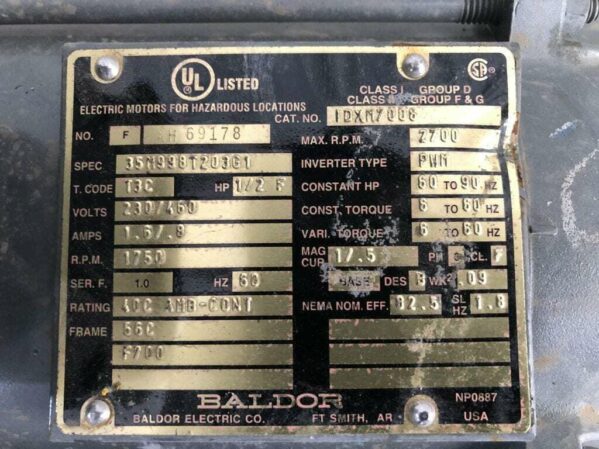 UL LISTED
SA
ELECTRIC MOTORS FOR HAZARDOUS LOCATIONS
CLASS I GROUP D
CLASS II GROUP F & G
CAT. NO. IDXM7006
NO. F 69178
MAX. R.P.M. 2700
SPEC 35M998T203G1
INVERTER TYPE PWM
T. CODE T3C HP 1/2
CONSTANT HP 60 TO 90 HZ
VOLTS 230/460
CONST. TORQUE 6 TO 60 HZ
AMPS 1.6/.8
VARI. TORQUE 6 TO 60 HZ
R.P.M. 1750
MAG CUR 1/.5 PH 3 CL. F
SER. F. 1.0 HZ 60
BASE DES B WK² .09
RATING 40C AMB-CONT
NEMA NOM. EFF. 82.5 SL HZ 1.8
FRAME 56C
F700
BALDOR
NP0887
BALDOR ELECTRIC CO. FT SMITH, AR USA